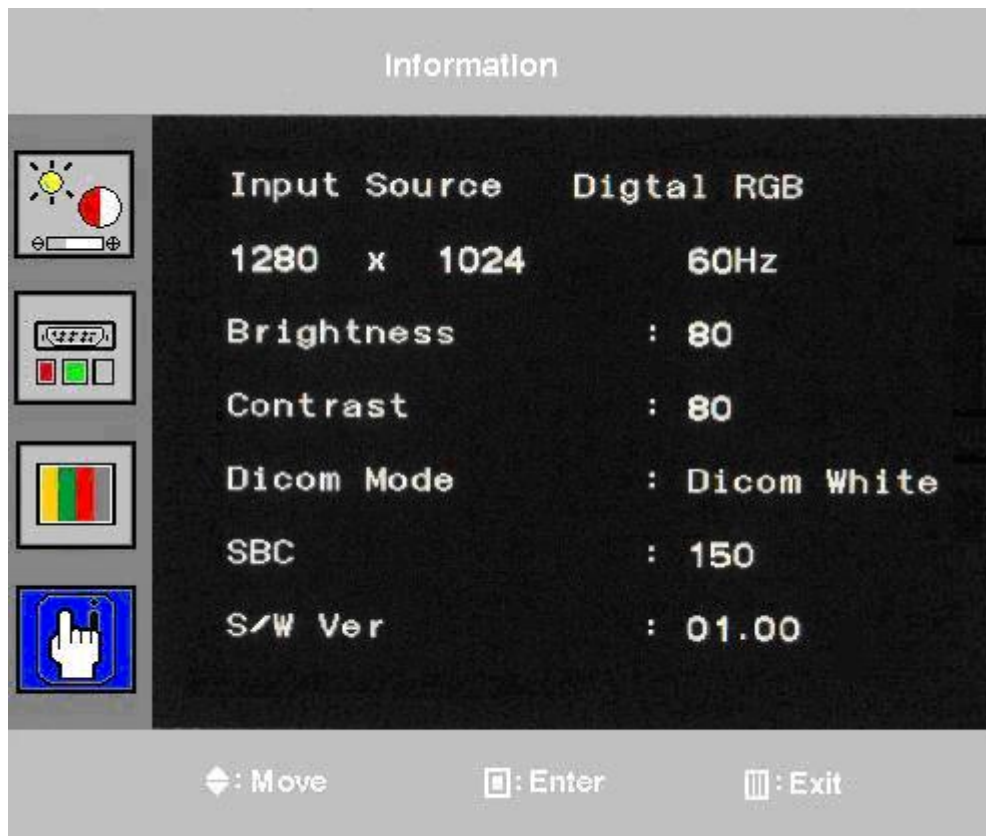 Information
Input Source Digtal RGB
1280 x 1024 60Hz
Brightness : 80
Contrast : 80
Dicom Mode : Dicom White
SBC : 150
S/W Ver : 01.00
: Move : Enter : Exit